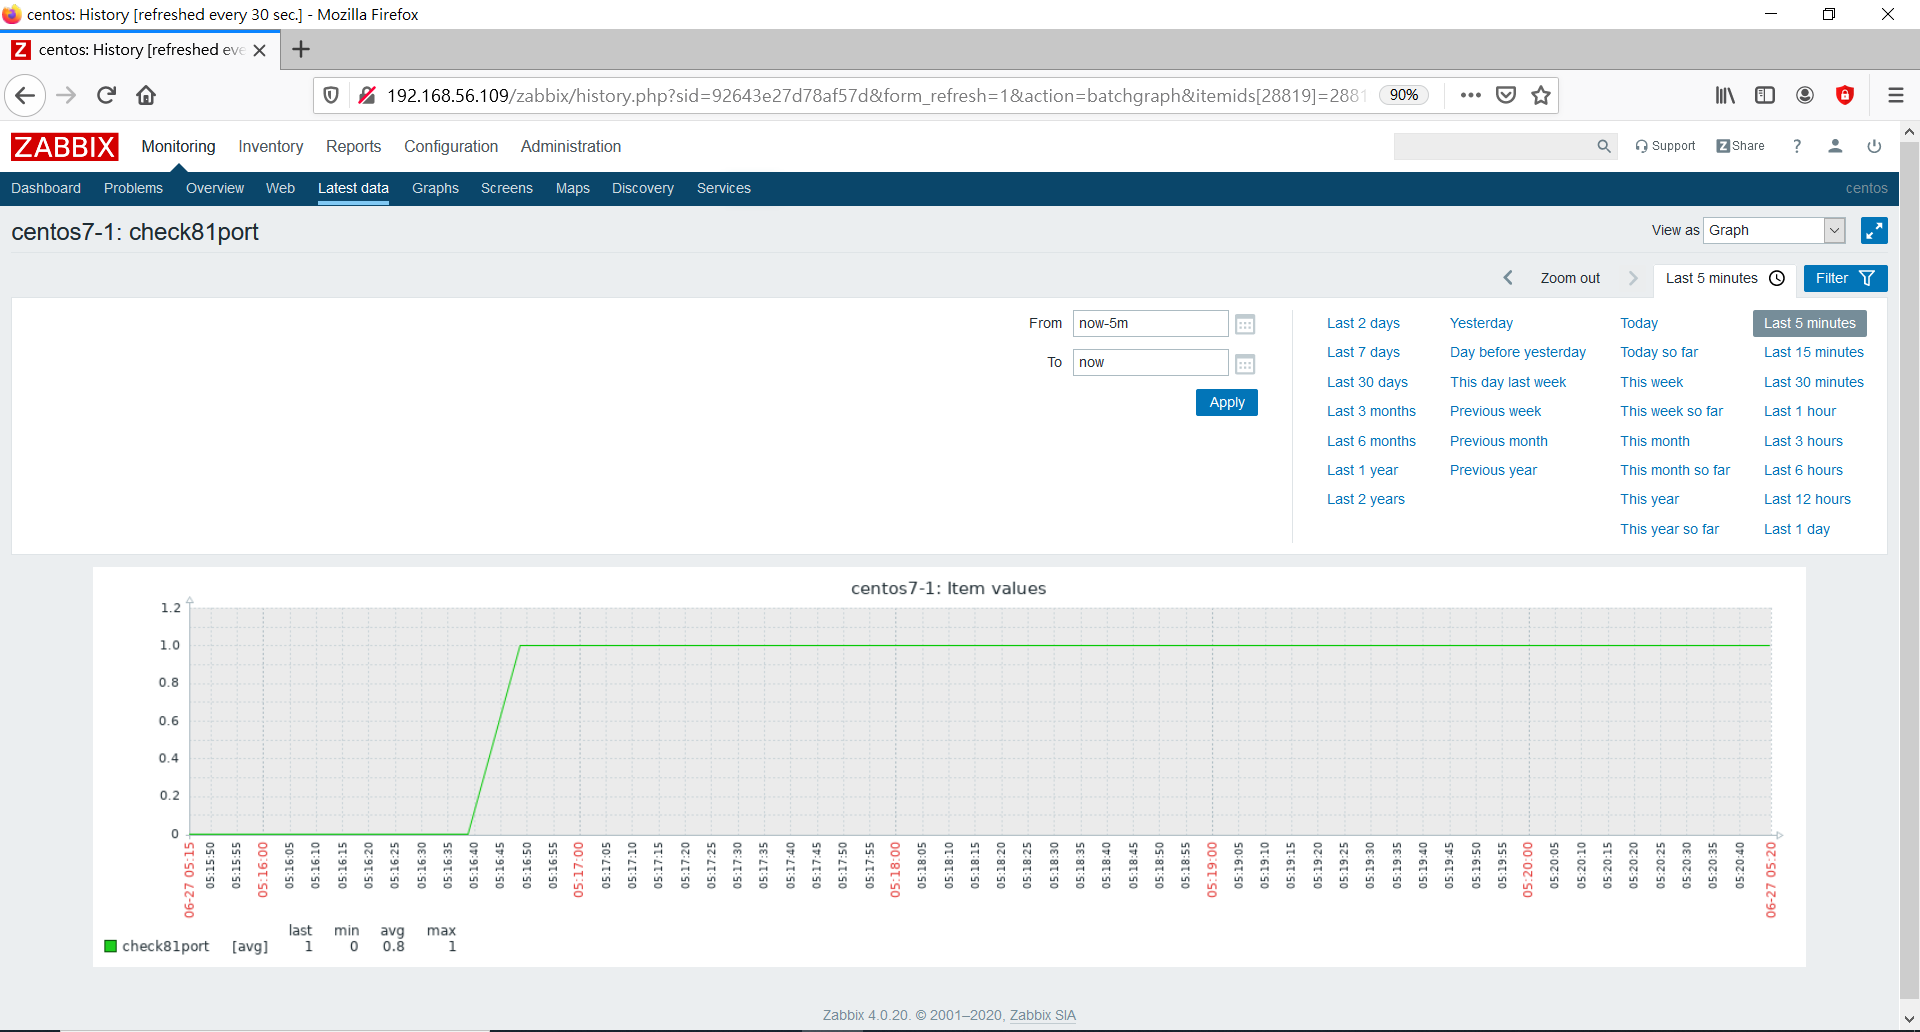 centos: History [refreshed every 30 sec.] - Mozilla Firefox
centos: History [refreshed eve
192.168.56.109/zabbix/history.php?sid=92643e27d78af57d&form_refresh=1&action=batchgraph&itemids[28819]=2881 90%
ZABBIX Monitoring Inventory Reports Configuration Administration Support Z Share ?
Dashboard Problems Overview Web Latest data Graphs Screens Maps Discovery Services centos
centos7-1: check81port View as Graph
Zoom out Last 5 minutes Filter
From now-5m Last 2 days Yesterday Today Last 5 minutes
Last 7 days Day before yesterday Today so far Last 15 minutes
To now
Last 30 days This day last week This week Last 30 minutes
Apply Last 3 months Previous week This week so far Last 1 hour
Last 6 months Previous month This month Last 3 hours
Last 1 year Previous year This month so far Last 6 hours
Last 2 years This year Last 12 hours
This year so far Last 1 day
centos7-1: Item values
1.2
1.0
0.8
0.6
0.4
0.2
0
06-27 05:15 05:15:50 05:15:55 05:16:00 05:16:05 05:16:10 05:16:15 05:16:20 05:16:25 05:16:30 05:16:35 05:16:40 05:16:45 05:16:50 05:16:55 05:17:00 05:17:05 05:17:10 05:17:15 05:17:20 05:17:25 05:17:30 05:17:35 05:17:40 05:17:45 05:17:50 05:17:55 05:18:00 05:18:05 05:18:10 05:18:15 05:18:20 05:18:25 05:18:30 05:18:35 05:18:40 05:18:45 05:18:50 05:18:55 05:19:00 05:19:05 05:19:10 05:19:15 05:19:20 05:19:25 05:19:30 05:19:35 05:19:40 05:19:45 05:19:50 05:19:55 05:20:00 05:20:05 05:20:10 05:20:15 05:20:20 05:20:25 05:20:30 05:20:35 05:20:40 06-27 05:20
last min avg max
check81port [avg] 1 0 0.8 1
Zabbix 4.0.20. © 2001–2020, Zabbix SIA